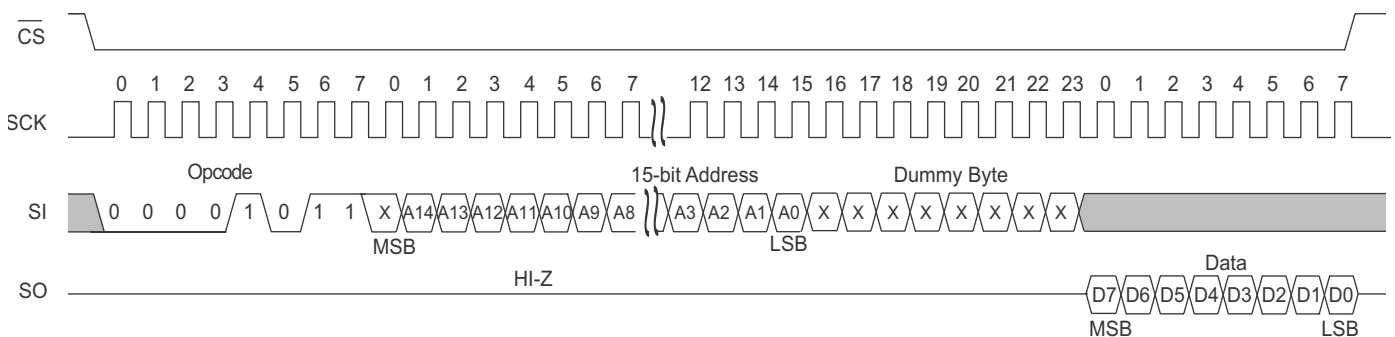 CS
0 1 2 3 4 5 6 7 0 1 2 3 4 5 6 7 12 13 14 15 16 17 18 19 20 21 22 23 0 1 2 3 4 5 6 7
SCK
Opcode 15-bit Address Dummy Byte
SI 0 0 0 0 1 0 1 1 X A14 A13 A12 A11 A10 A9 A8 A3 A2 A1 A0 X X X X X X X X
MSB LSB
HI-Z Data
SO D7 D6 D5 D4 D3 D2 D1 D0
MSB LSB